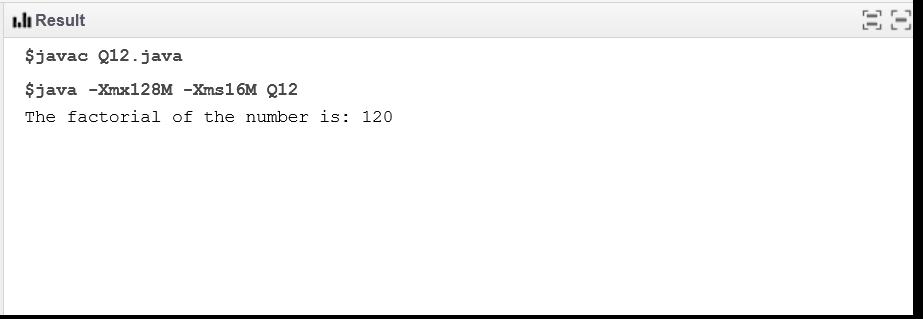 Result
$javac Q12.java
$java -Xmx128M -Xms16M Q12
The factorial of the number is: 120